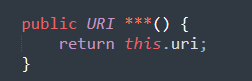 public URI ***() {
    return this.uri;
}